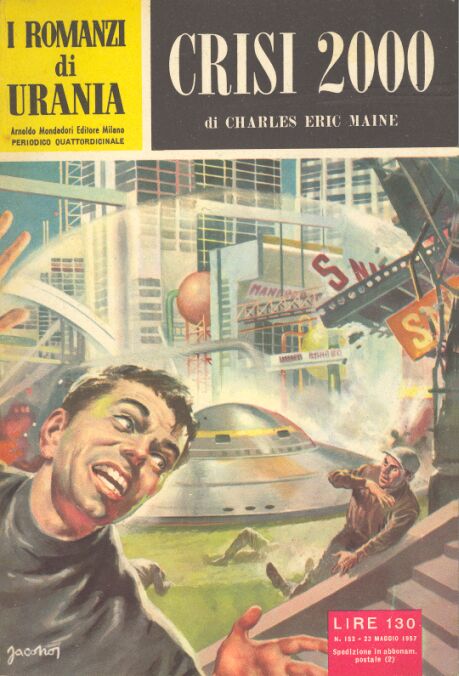 I ROMANZI
di
URANIA
Arnoldo Mondadori Editore Milano
PERIODICO QUATTORDICINALE
CRISI 2000
di CHARLES ERIC MAINE
LIRE 130
N. 153 - 23 MAGGIO 1957
Spedizione in abbonam.
postale (2)
Jacono